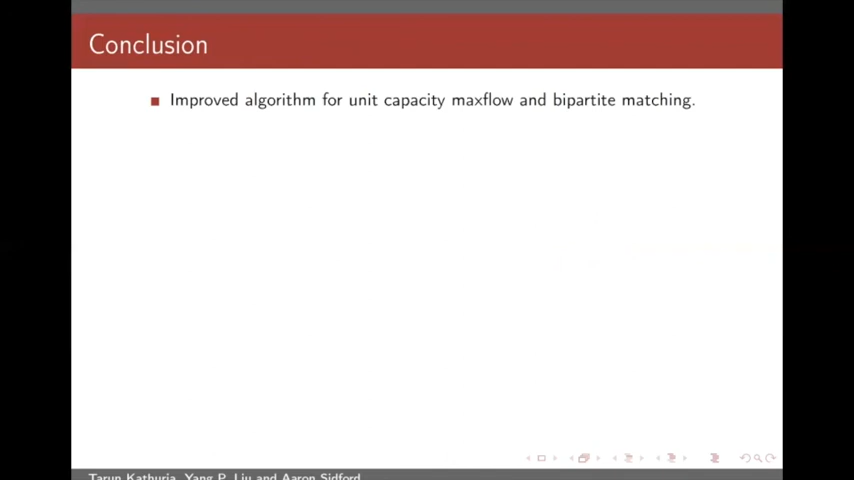 Conclusion
Improved algorithm for unit capacity maxflow and bipartite matching.
Tarun Kathuria, Yang P. Liu and Aaron Sidford